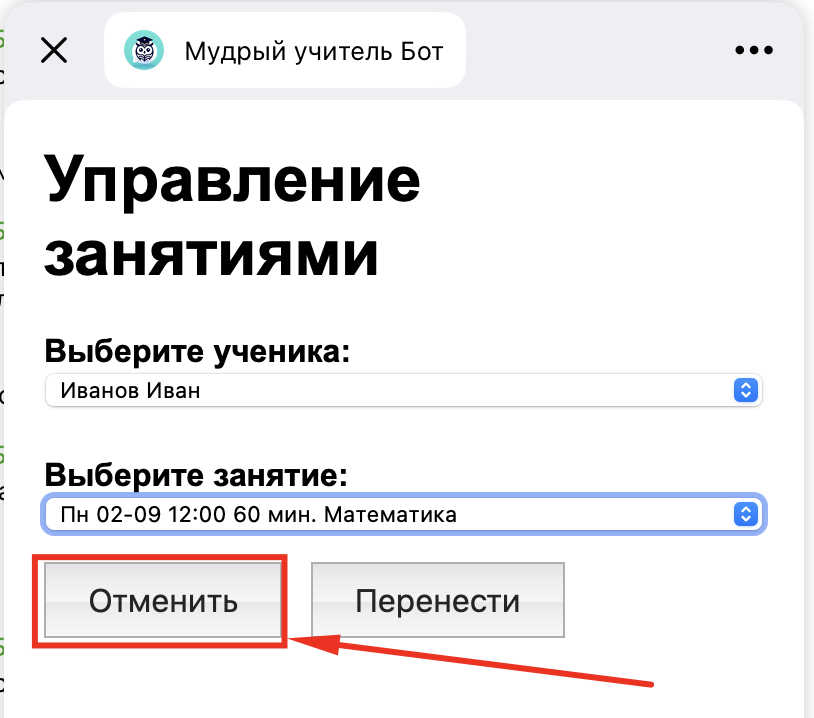 Мудрый учитель Бот
Управление
занятиями
Выберите ученика:
Иванов Иван
Выберите занятие:
Пн 02-09 12:00 60 мин. Математика
Отменить
Перенести